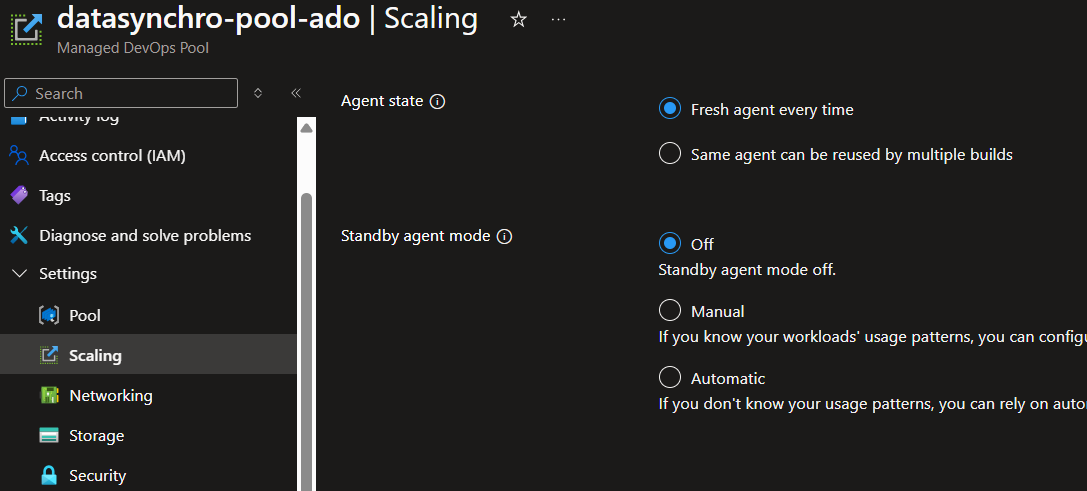 datasynchro-pool-ado | Scaling
Managed DevOps Pool
Search
Activity log
Access control (IAM)
Tags
Diagnose and solve problems
Settings
Pool
Scaling
Networking
Storage
Security
Agent state
Fresh agent every time
Same agent can be reused by multiple builds
Standby agent mode
Off
Standby agent mode off.
Manual
If you know your workloads' usage patterns, you can configu
Automatic
If you don't know your usage patterns, you can rely on auto